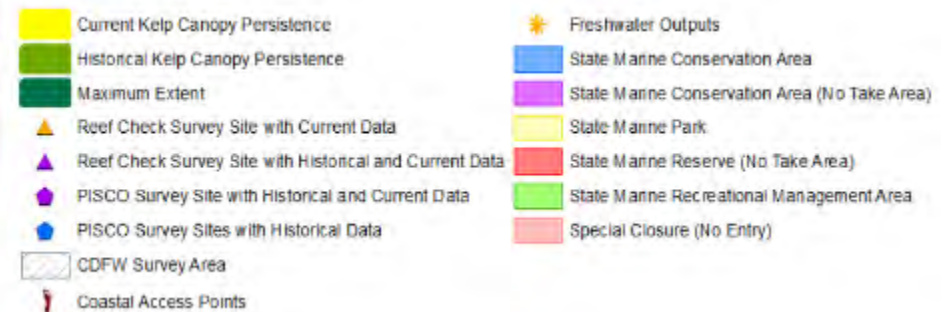 Current Kelp Canopy Persistence
Historical Kelp Canopy Persistence
Maximum Extent
Reef Check Survey Site with Current Data
Reef Check Survey Site with Historical and Current Data
PISCO Survey Site with Historical and Current Data
PISCO Survey Sites with Historical Data
CDFW Survey Area
Coastal Access Points
Freshwater Outputs
State Marine Conservation Area
State Marine Conservation Area (No Take Area)
State Marine Park
State Marine Reserve (No Take Area)
State Marine Recreational Management Area
Special Closure (No Entry)